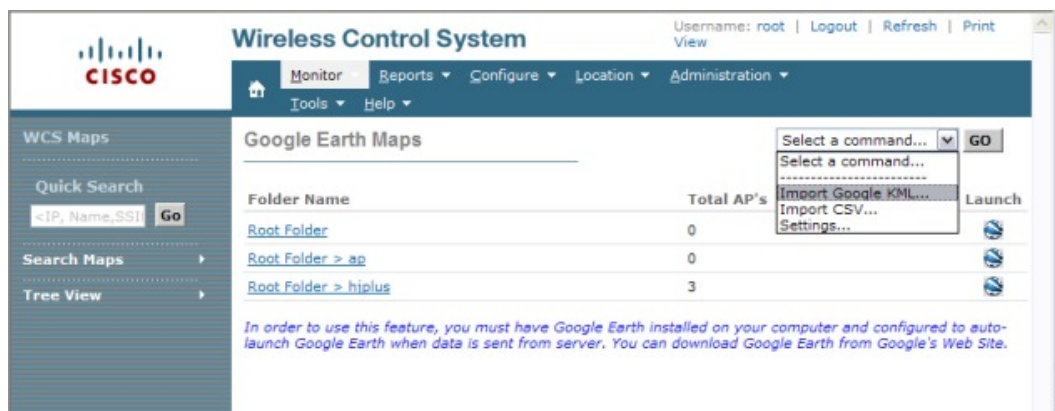 CISCO
Wireless Control System
Username: root | Logout | Refresh | Print
View
Monitor Reports Configure Location Administration
Tools Help
WCS Maps
Quick Search
<IP, Name,SSI Go
Search Maps
Tree View
Google Earth Maps
Select a command... GO
Select a command...
------------------------
Import Google KML...
Import CSV...
Settings...
Folder Name Total AP's Launch
Root Folder 0
Root Folder > ap 0
Root Folder > hjplus 3
In order to use this feature, you must have Google Earth installed on your computer and configured to auto-
launch Google Earth when data is sent from server. You can download Google Earth from Google's Web Site.